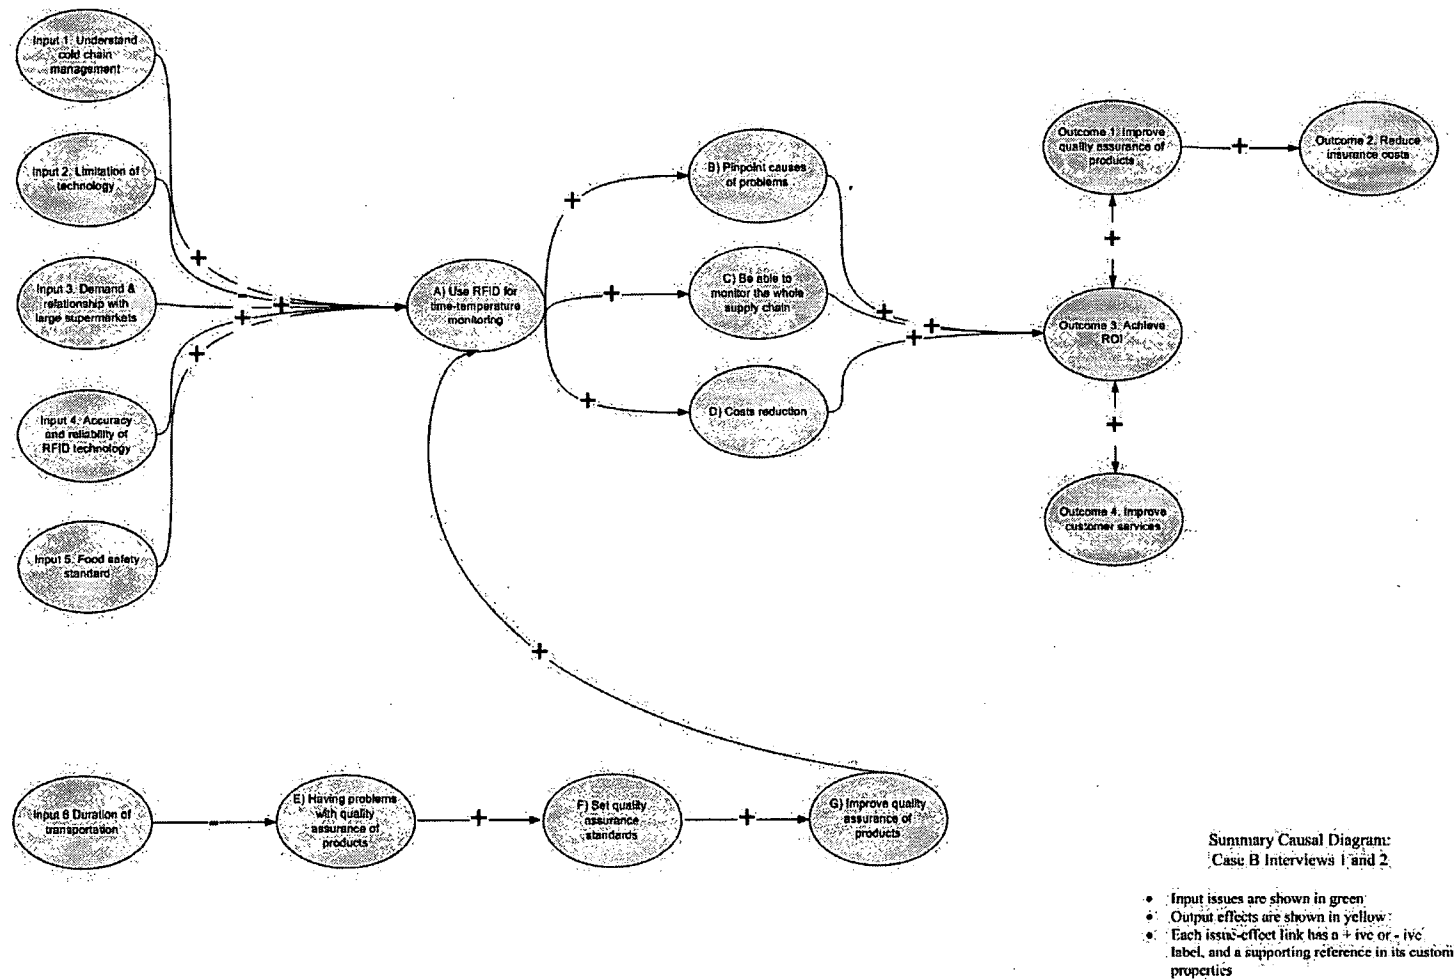 Input 1. Understand
cold chain
management
Input 2. Limitation of
technology
Input 3. Demand &
relationship with
large supermarkets
Input 4. Accuracy
and reliability of
RFID technology
Input 5. Food safety
standard
+
-
+
+
+
A) Use RFID for
time-temperature
monitoring
+
+
+
B) Pinpoint causes
of problems
C) Be able to
monitor the whole
supply chain
D) Costs reduction
+
+
+
Outcome 1. Improve
quality assurance of
products
+
Outcome 2. Reduce
insurance costs
+
Outcome 3. Achieve
ROI
+
Outcome 4. Improve
customer services
+
Input 6 Duration of
transportation
-
E) Having problems
with quality
assurance of
products
+
F) Set quality
assurance
standards
+
G) Improve quality
assurance of
products
Summary Causal Diagram:
Case B Interviews 1 and 2
• Input issues are shown in green
• Output effects are shown in yellow
• Each issue-effect link has a + ive or - ive
label, and a supporting reference in its custom
properties